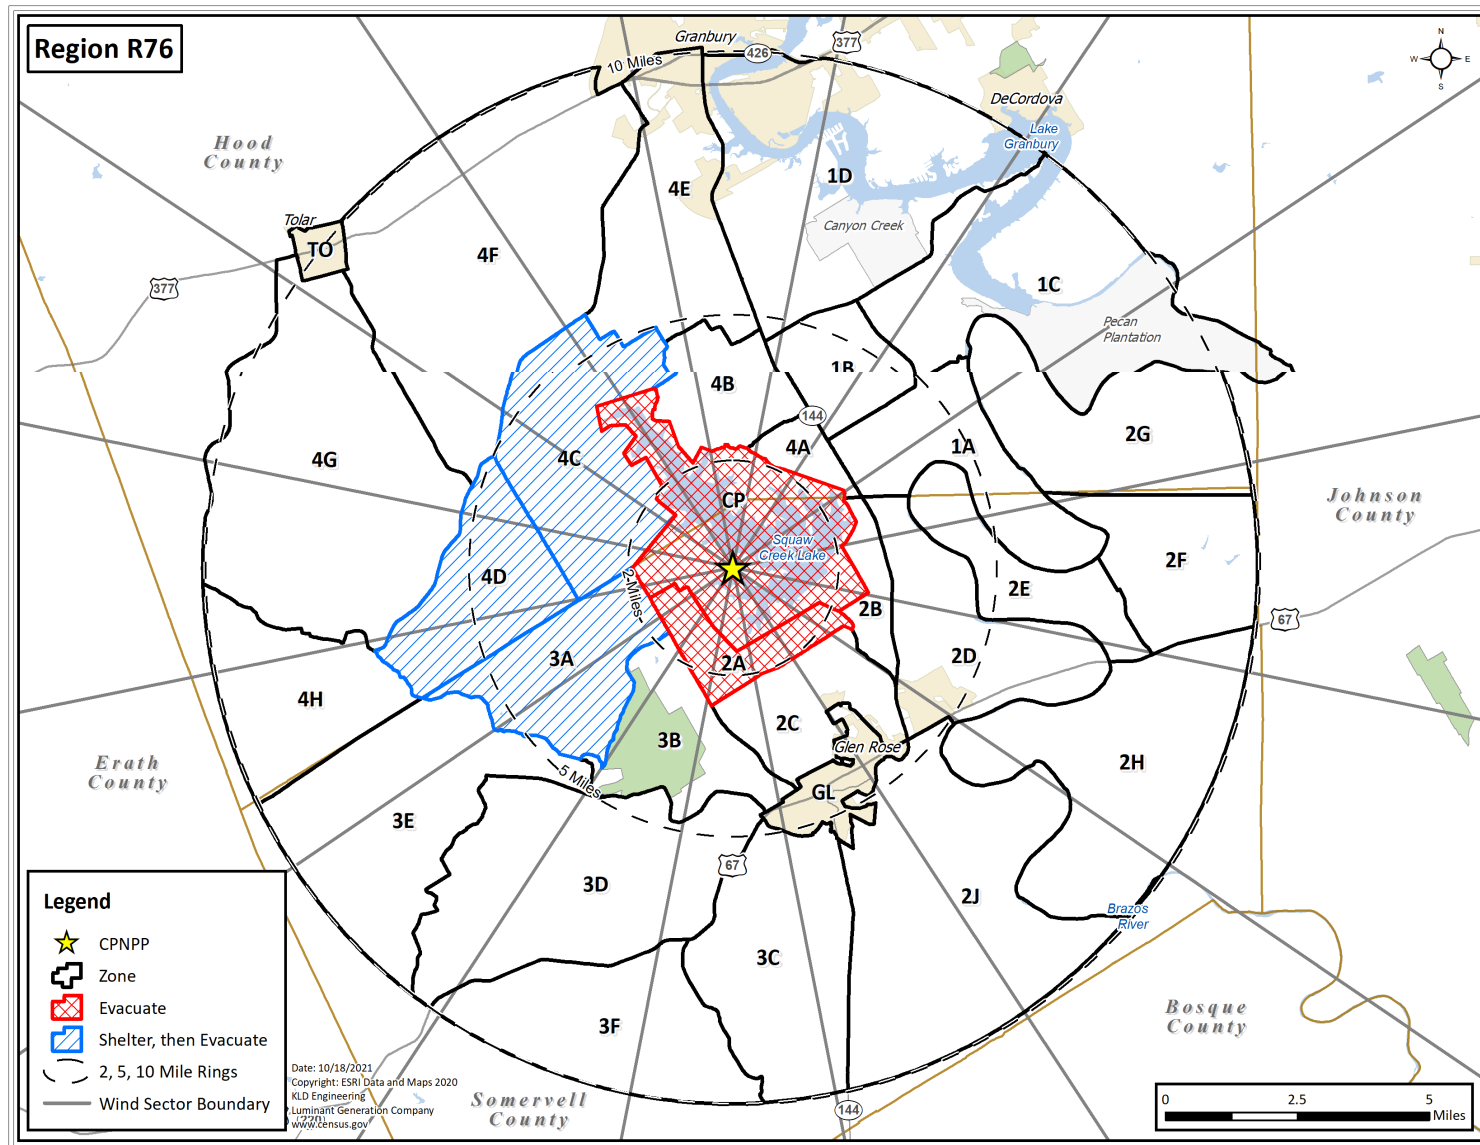 Region R76
Granbury
426
377
10 Miles
N
W
E
S
Hood
County
DeCordova
Lake
Granbury
4E
1D
Tolar
TO
Canyon Creek
4F
377
1C
Pecan
Plantation
1B
4B
144
2G
4G
4C
4A
1A
CP
Johnson
County
Squaw
Creek Lake
2F
4D
2 Miles
2E
2B
67
3A
2A
2D
4H
2C
3B
Glen Rose
Erath
County
5 Miles
2H
GL
3E
67
3D
2J
Brazos
River
3C
3F
Bosque
County
Legend
CPNPP
Zone
Evacuate
Shelter, then Evacuate
2, 5, 10 Mile Rings
Wind Sector Boundary
220
Date: 10/18/2021
Copyright: ESRI Data and Maps 2020
KLD Engineering
Luminant Generation Company
www.census.gov
Somervell
County
144
0
2.5
5
Miles